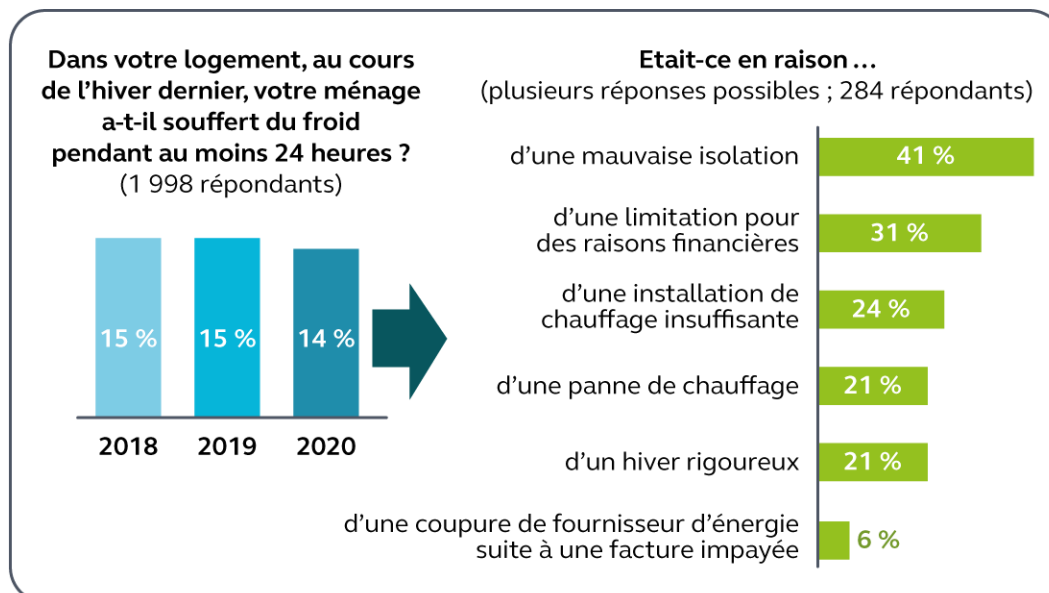 Dans votre logement, au cours
de l'hiver dernier, votre ménage
a-t-il souffert du froid
pendant au moins 24 heures ?
(1 998 répondants)
15 %
15 %
14 %
2018
2019
2020
Etait-ce en raison ...
(plusieurs réponses possibles ; 284 répondants)
d'une mauvaise isolation
41 %
d'une limitation pour
des raisons financières
31 %
d'une installation de
chauffage insuffisante
24 %
d'une panne de chauffage
21 %
d'un hiver rigoureux
21 %
d'une coupure de fournisseur d'énergie
suite à une facture impayée
6 %